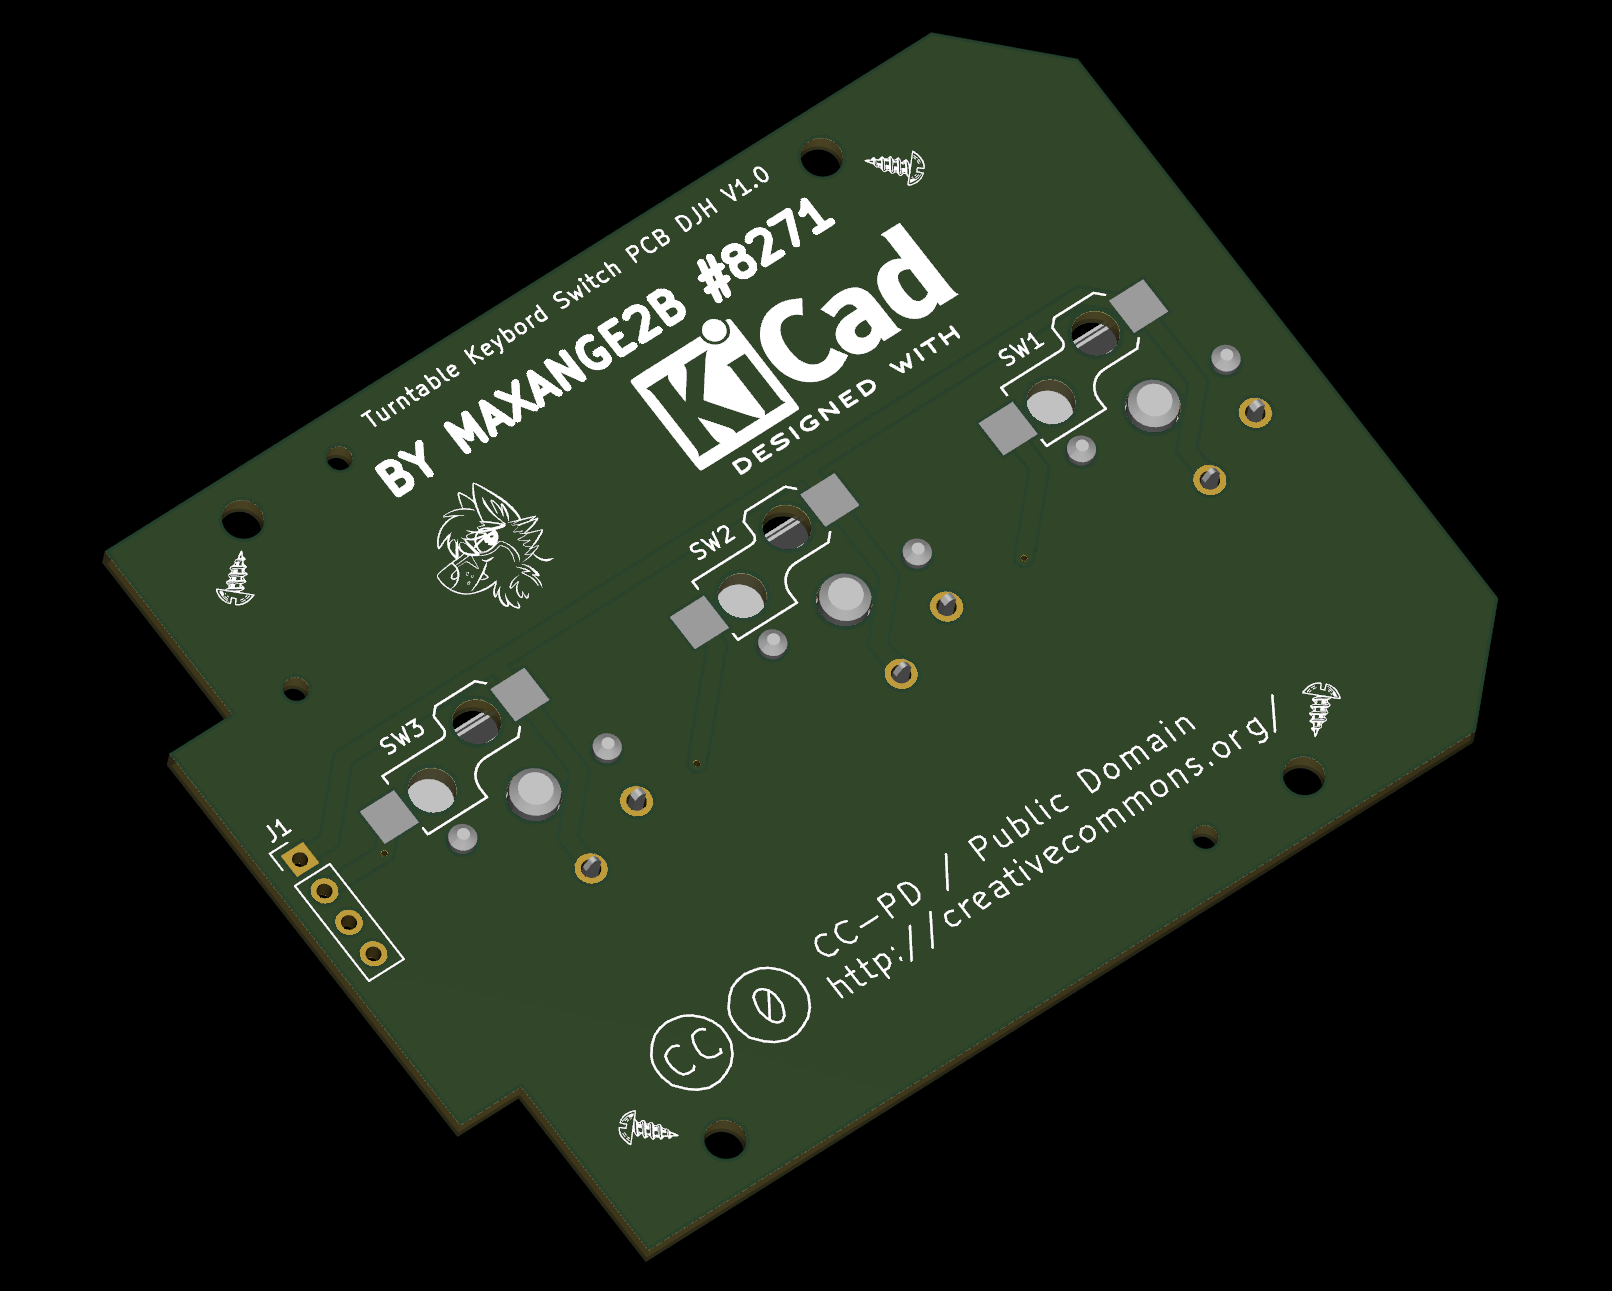 Turntable Keybord Switch PCB DJH V1.0
BY MAXANGE2B #8271
KiCad
DESIGNED WITH
SW1
SW2
SW3
J1
CC-PD / Public Domain
http://creativecommons.org/
CC 0